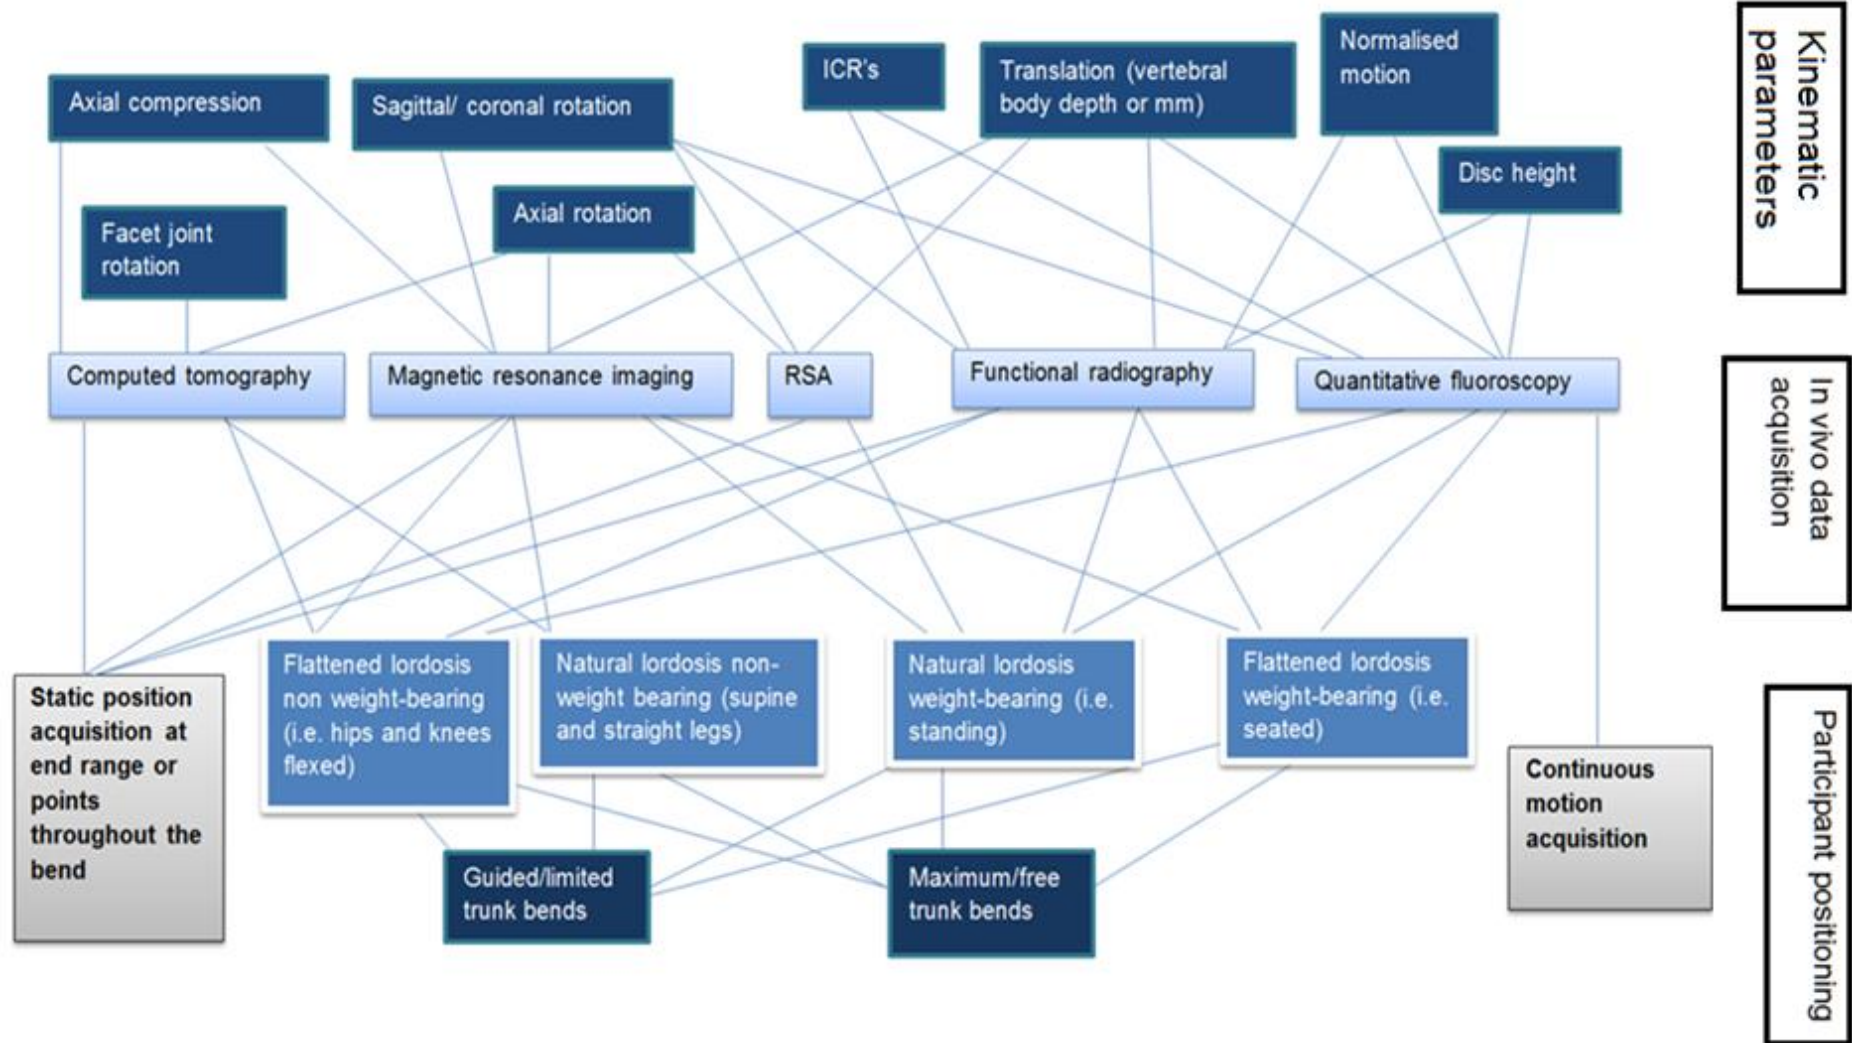 Axial compression
Sagittal/ coronal rotation
ICR's
Translation (vertebral
body depth or mm)
Normalised
motion
Disc height
Facet joint
rotation
Axial rotation
Kinematic
parameters
Computed tomography
Magnetic resonance imaging
RSA
Functional radiography
Quantitative fluoroscopy
In vivo data
acquisition
Static position
acquisition at
end range or
points
throughout the
bend
Flattened lordosis
non weight-bearing
(i.e. hips and knees
flexed)
Natural lordosis non-
weight bearing (supine
and straight legs)
Natural lordosis
weight-bearing (i.e.
standing)
Flattened lordosis
weight-bearing (i.e.
seated)
Continuous
motion
acquisition
Guided/limited
trunk bends
Maximum/free
trunk bends
Participant positioning